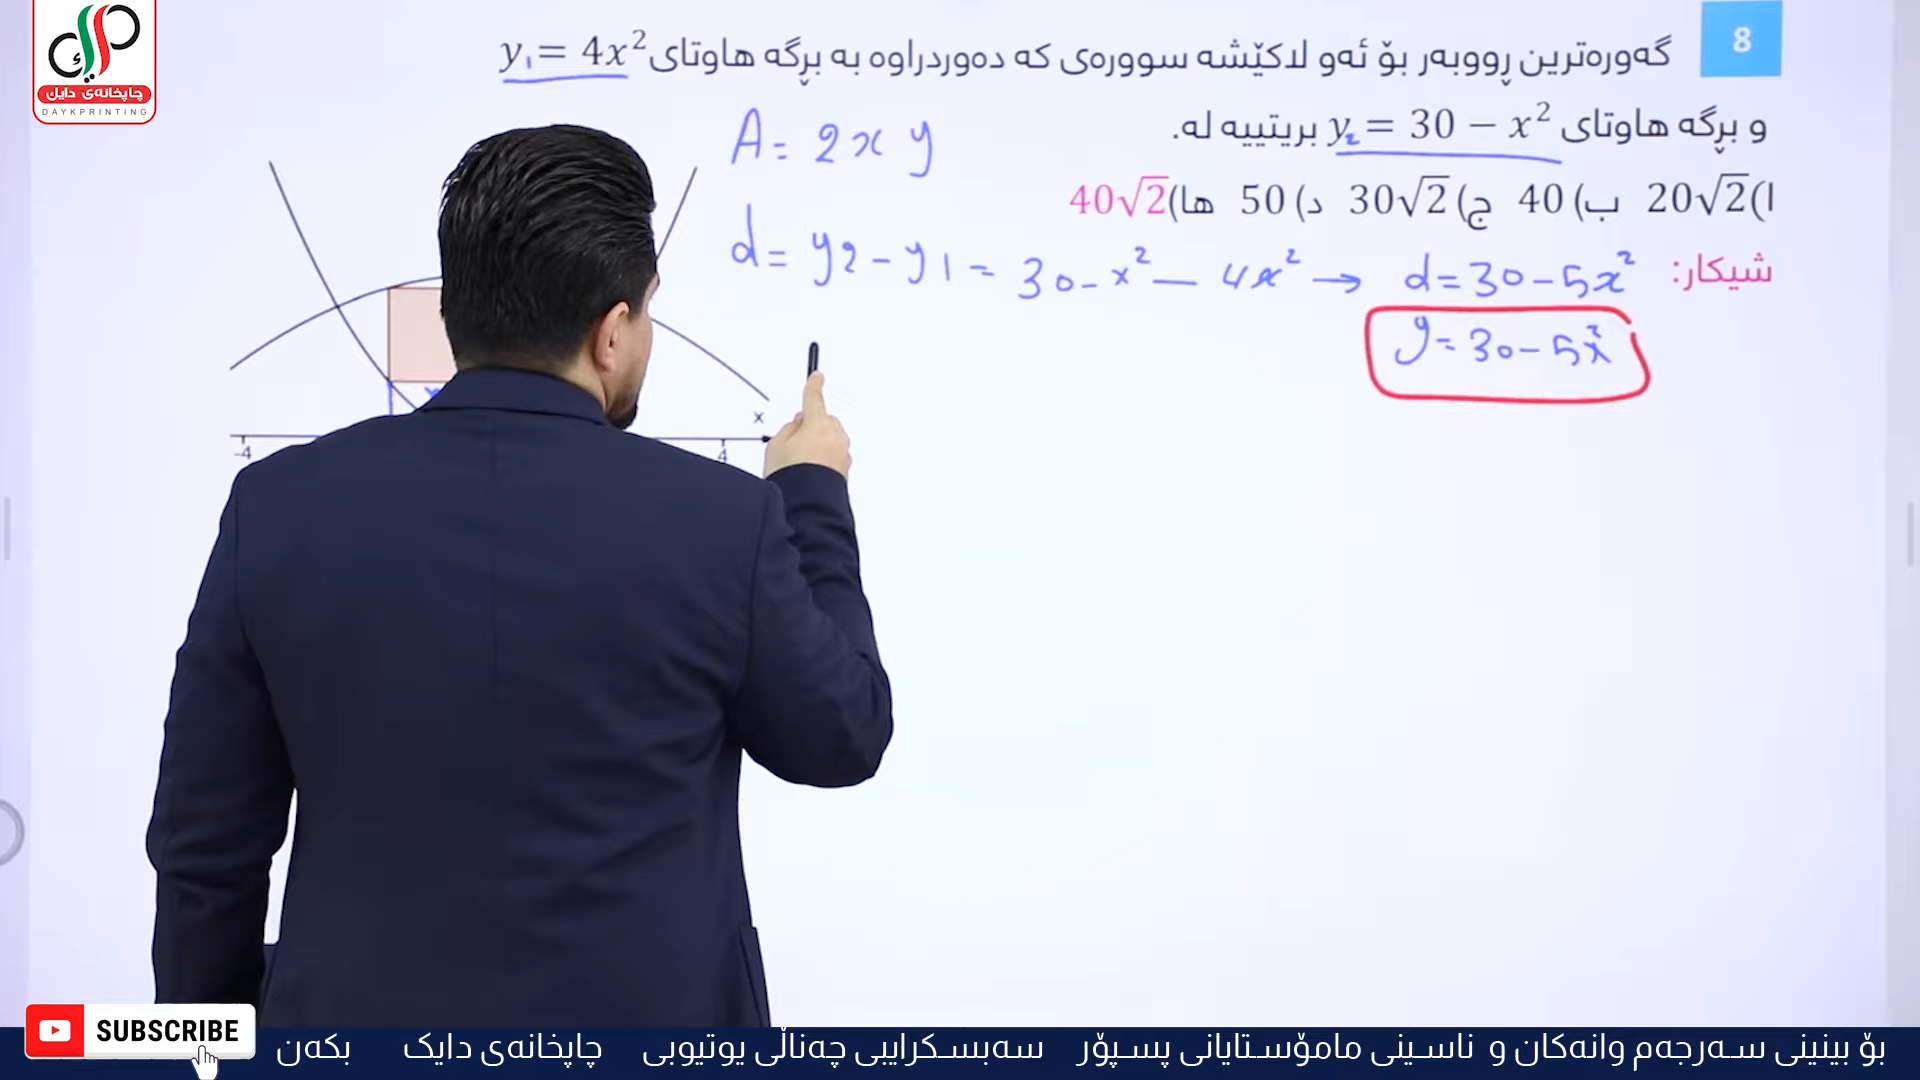 چاپخانەی دایك
DAYKPRINTING
8
گەورەترین ڕووبەر بۆ ئەو لاکێشە سوورەی کە دەوردراوە بە بڕگە هاوتای y₁ = 4x²
و بڕگە هاوتای y₂ = 30 − x² بریتییە لە.
ا) 20√2 ب) 40 ج) 30√2 د) 50 ها) 40√2
شیکار:
A = 2xy
d = y2 - y1 = 30 - x² - 4x² → d = 30 - 5x²
y = 30 - 5x²
x
-4 4
SUBSCRIBE
بۆ بینینی سەرجەم وانەکان و ناسینی مامۆستایانی پسپۆر سەبسکرایبی چەناڵی یوتیوبی چاپخانەی دایک بکەن